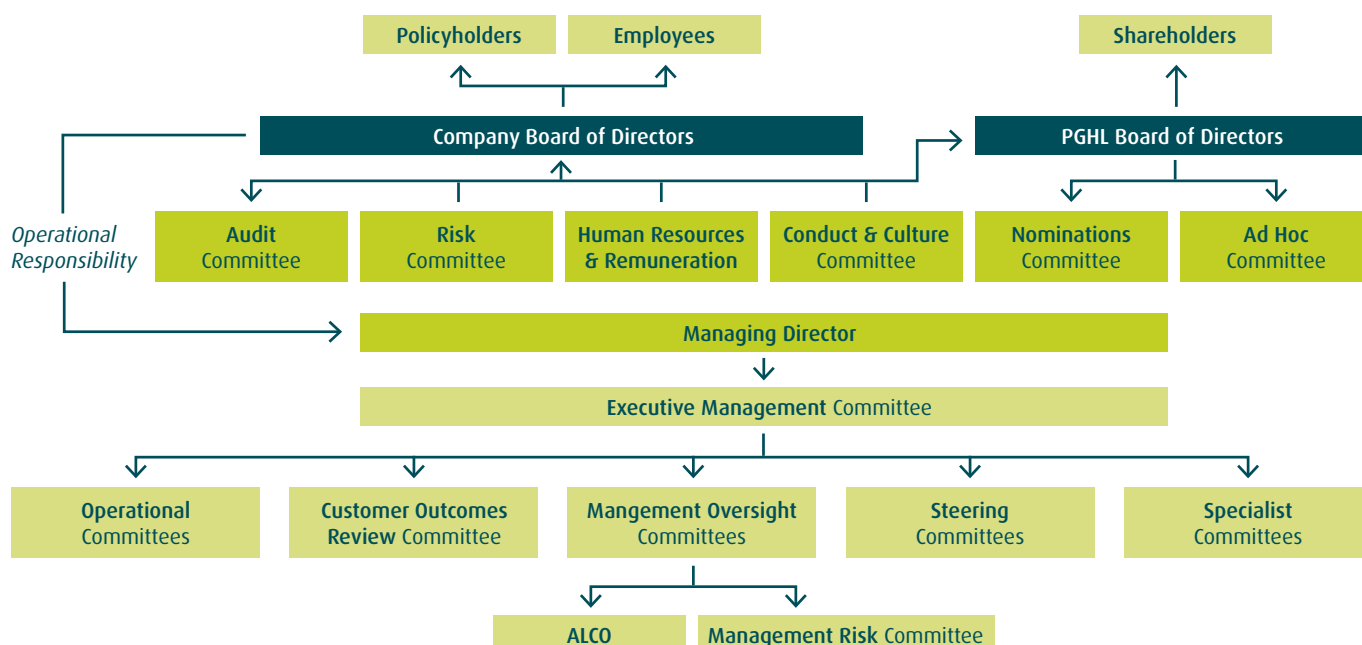 Policyholders
Employees
Shareholders
Company Board of Directors
PGHL Board of Directors
Operational
Responsibility
Audit
Committee
Risk
Committee
Human Resources
& Remuneration
Conduct & Culture
Committee
Nominations
Committee
Ad Hoc
Committee
Managing Director
Executive Management Committee
Operational
Committees
Customer Outcomes
Review Committee
Mangement Oversight
Committees
Steering
Committees
Specialist
Committees
ALCO
Management Risk Committee